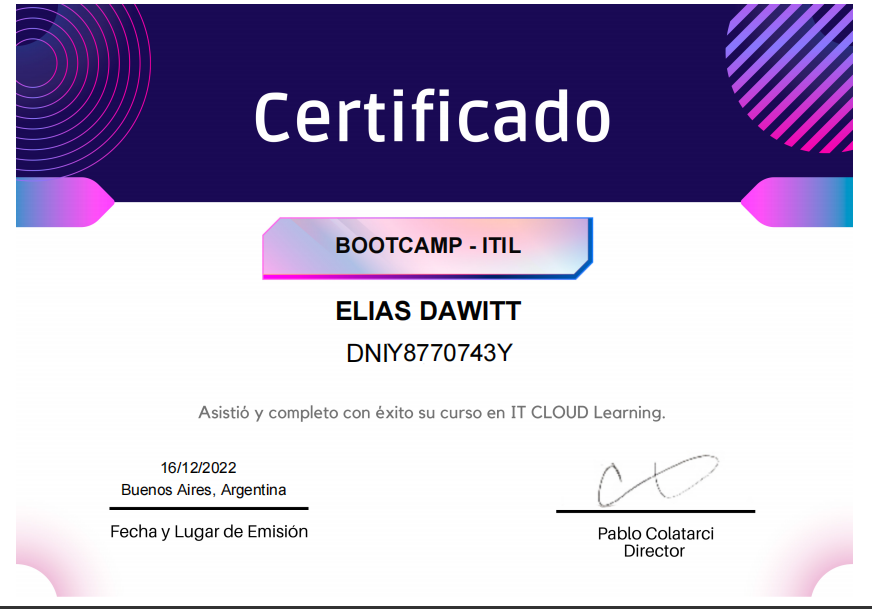 Certificado
BOOTCAMP - ITIL
ELIAS DAWITT
DNIY8770743Y
Asistió y completo con éxito su curso en IT CLOUD Learning.
16/12/2022
Buenos Aires, Argentina
Fecha y Lugar de Emisión
Pablo Colatarci
Director